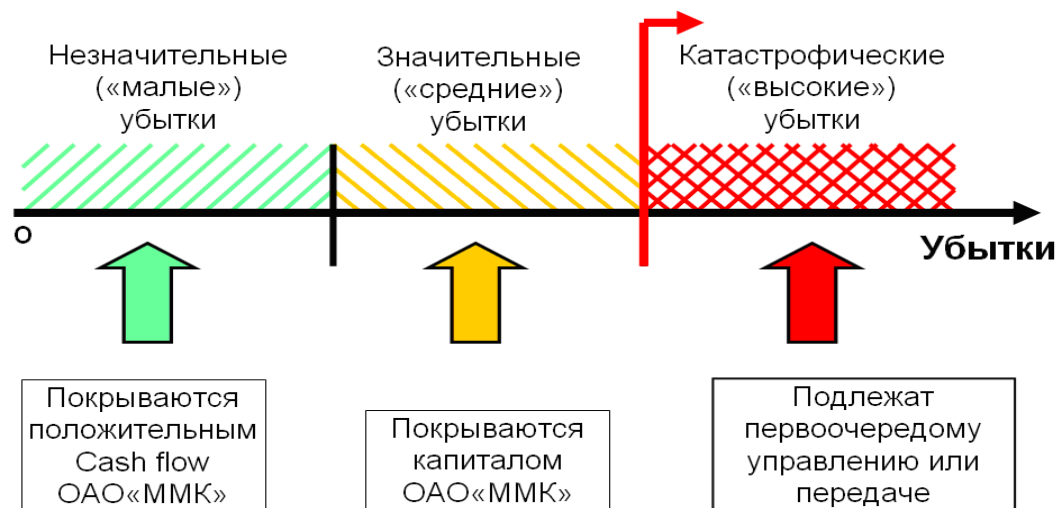 Незначительные
(«малые»)
убытки
Значительные
(«средние»)
убытки
Катастрофические
(«высокие»)
убытки
о
Убытки
Покрываются
положительным
Cash flow
ОАО«ММК»
Покрываются
капиталом
ОАО«ММК»
Подлежат
первоочередому
управлению или
передаче